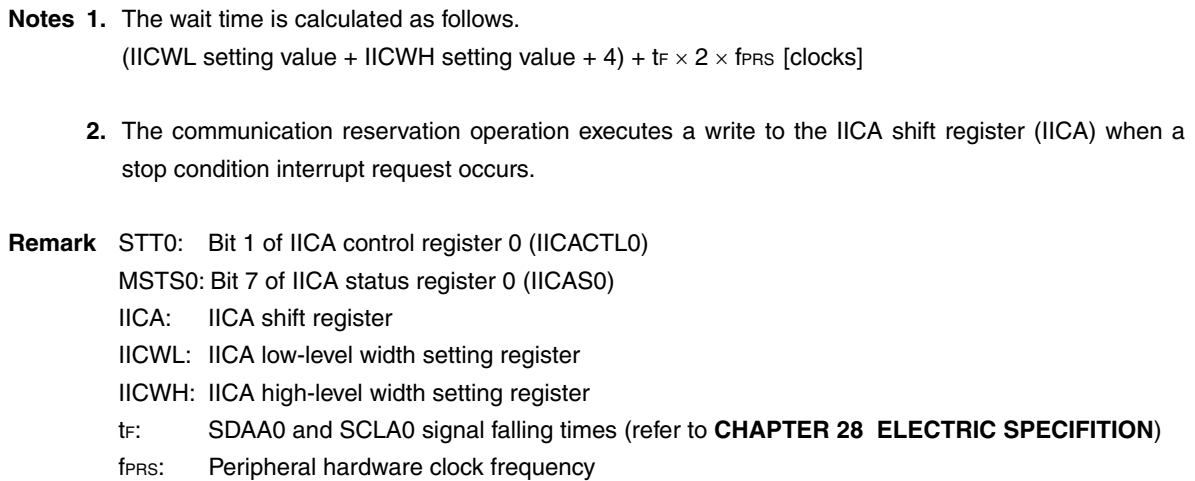 Notes 1. The wait time is calculated as follows.
(IICWL setting value + IICWH setting value + 4) + tF × 2 × fPRS [clocks]
2. The communication reservation operation executes a write to the IICA shift register (IICA) when a
stop condition interrupt request occurs.
Remark STT0: Bit 1 of IICA control register 0 (IICACTL0)
MSTS0: Bit 7 of IICA status register 0 (IICAS0)
IICA: IICA shift register
IICWL: IICA low-level width setting register
IICWH: IICA high-level width setting register
tF: SDAA0 and SCLA0 signal falling times (refer to CHAPTER 28 ELECTRIC SPECIFITION)
fPRS: Peripheral hardware clock frequency